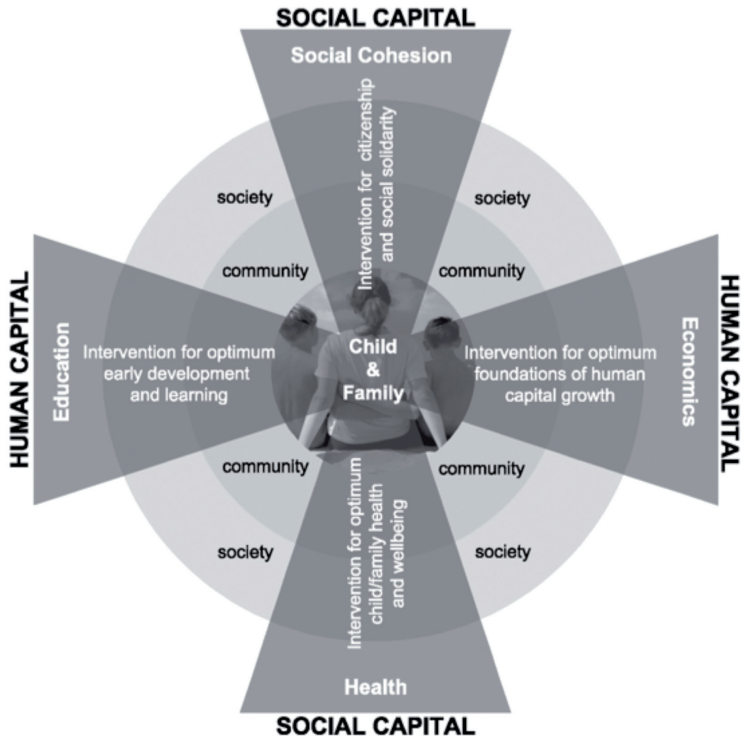 SOCIAL CAPITAL
Social Cohesion
Intervention for citizenship
and social solidarity
society
society
community
community
HUMAN CAPITAL
Education
Intervention for optimum
early development
and learning
Child
&
Family
Intervention for optimum
foundations of human
capital growth
Economics
HUMAN CAPITAL
community
community
society
society
Intervention for optimum
child/family health
and wellbeing
Health
SOCIAL CAPITAL